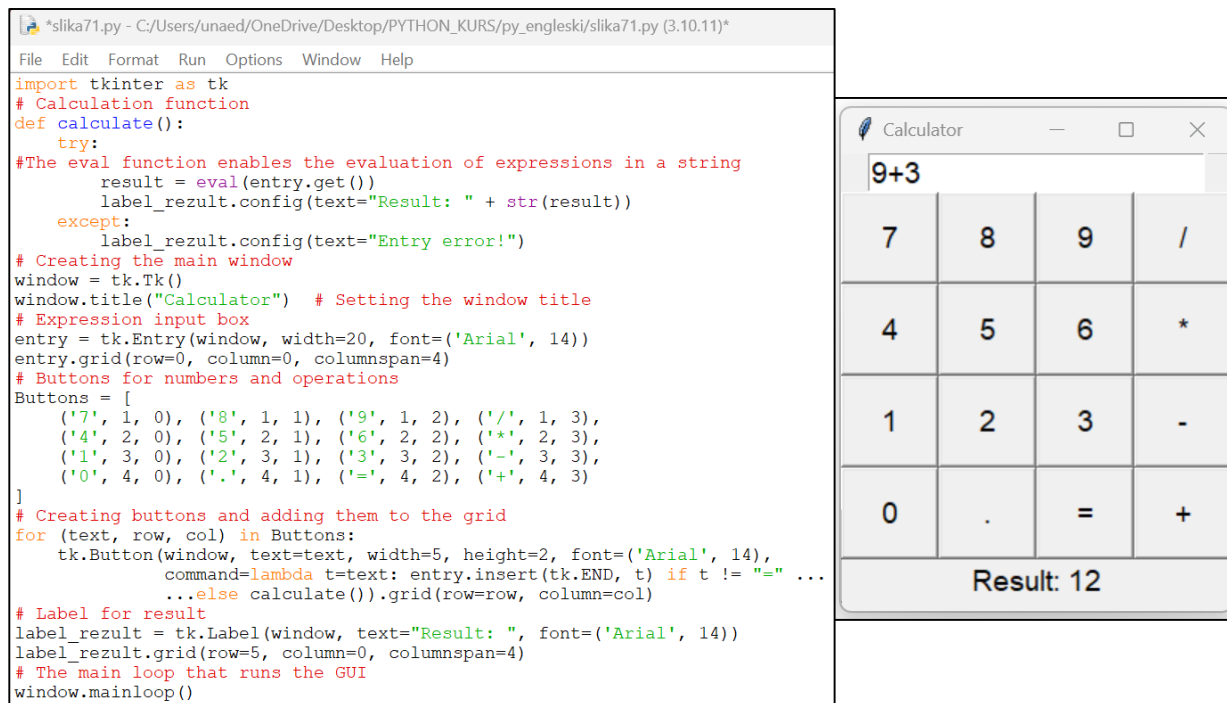 *slika71.py - C:/Users/unaed/OneDrive/Desktop/PYTHON_KURS/py_engleski/slika71.py (3.10.11)*
File Edit Format Run Options Window Help
import tkinter as tk
# Calculation function
def calculate():
    try:
#The eval function enables the evaluation of expressions in a string
        result = eval(entry.get())
        label_rezult.config(text="Result: " + str(result))
    except:
        label_rezult.config(text="Entry error!")
# Creating the main window
window = tk.Tk()
window.title("Calculator")  # Setting the window title
# Expression input box
entry = tk.Entry(window, width=20, font=('Arial', 14))
entry.grid(row=0, column=0, columnspan=4)
# Buttons for numbers and operations
Buttons = [
    ('7', 1, 0), ('8', 1, 1), ('9', 1, 2), ('/', 1, 3),
    ('4', 2, 0), ('5', 2, 1), ('6', 2, 2), ('*', 2, 3),
    ('1', 3, 0), ('2', 3, 1), ('3', 3, 2), ('-', 3, 3),
    ('0', 4, 0), ('.', 4, 1), ('=', 4, 2), ('+', 4, 3)
]
# Creating buttons and adding them to the grid
for (text, row, col) in Buttons:
    tk.Button(window, text=text, width=5, height=2, font=('Arial', 14),
              command=lambda t=text: entry.insert(tk.END, t) if t != "=" ...
              ...else calculate()).grid(row=row, column=col)
# Label for result
label_rezult = tk.Label(window, text="Result: ", font=('Arial', 14))
label_rezult.grid(row=5, column=0, columnspan=4)
# The main loop that runs the GUI
window.mainloop()
Calculator
9+3
7 8 9 /
4 5 6 *
1 2 3 -
0 . = +
Result: 12